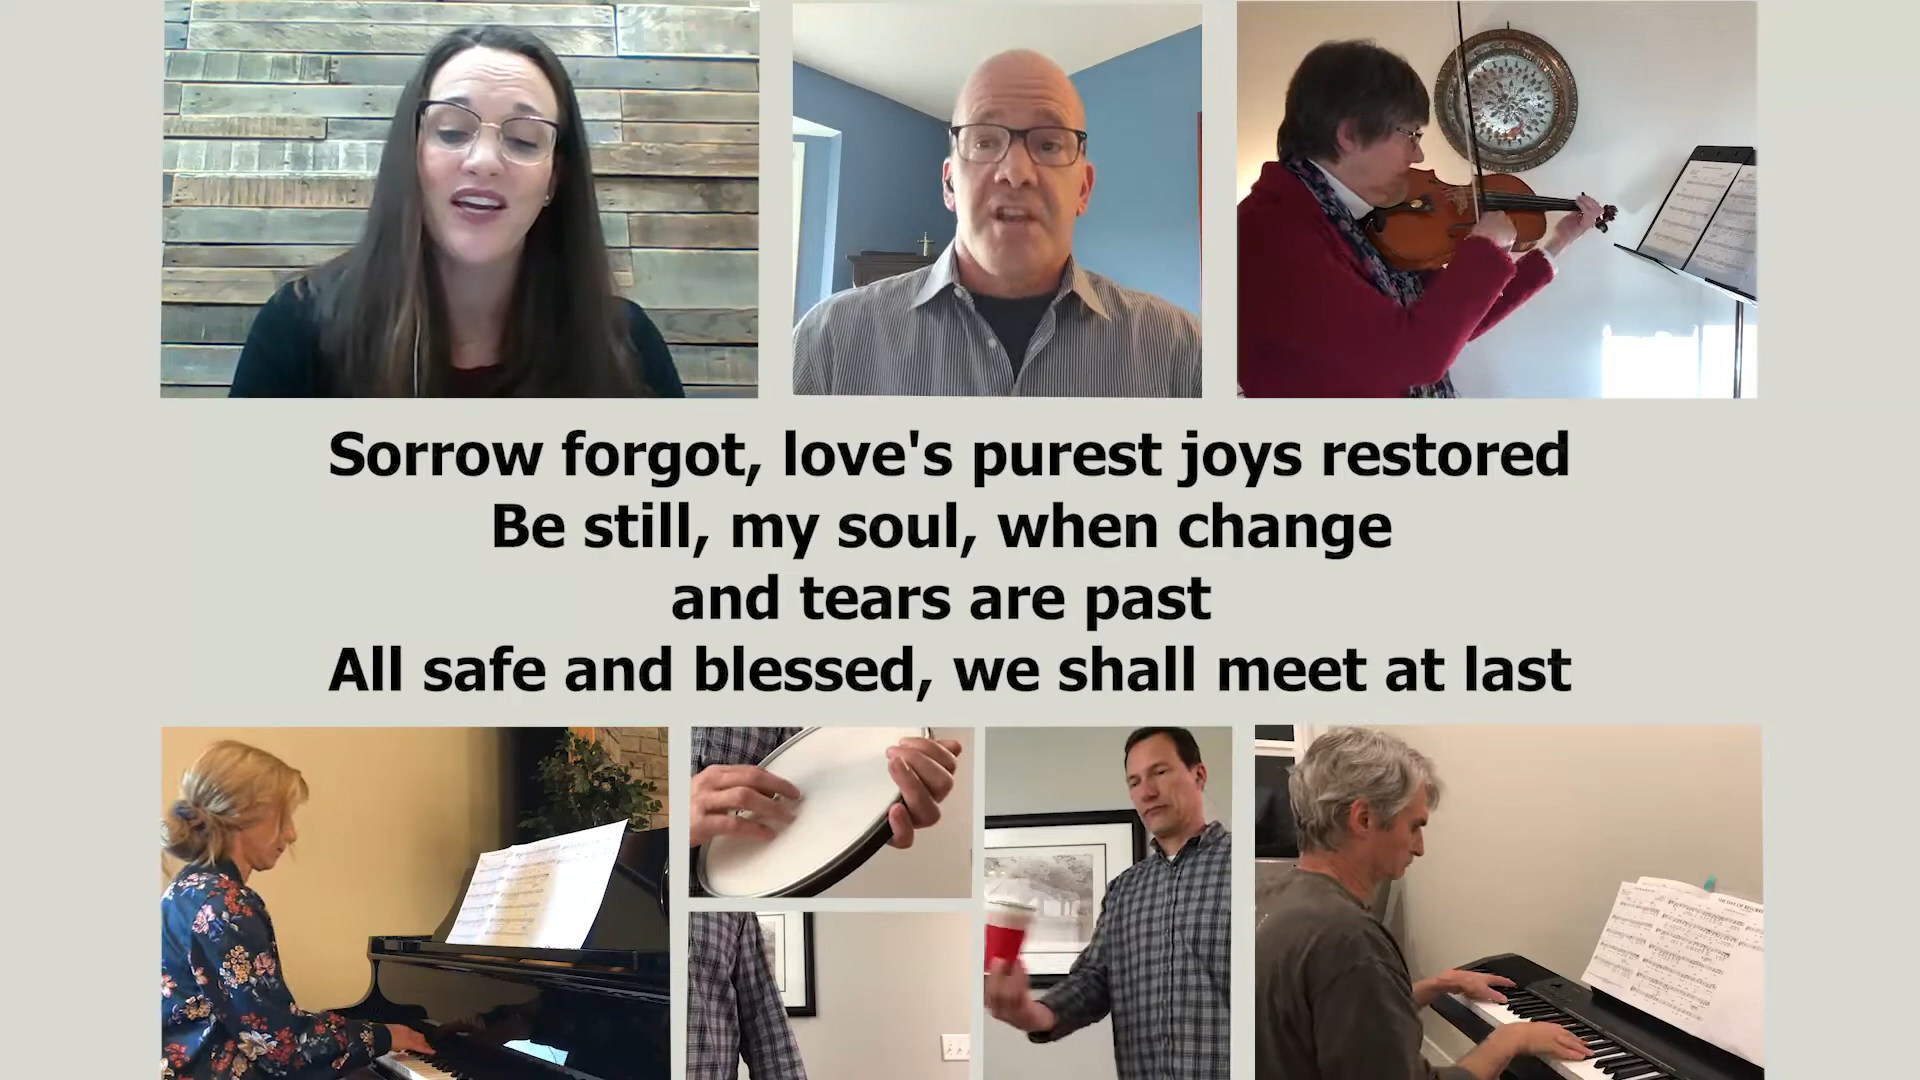 Sorrow forgot, love's purest joys restored
Be still, my soul, when change
and tears are past
All safe and blessed, we shall meet at last